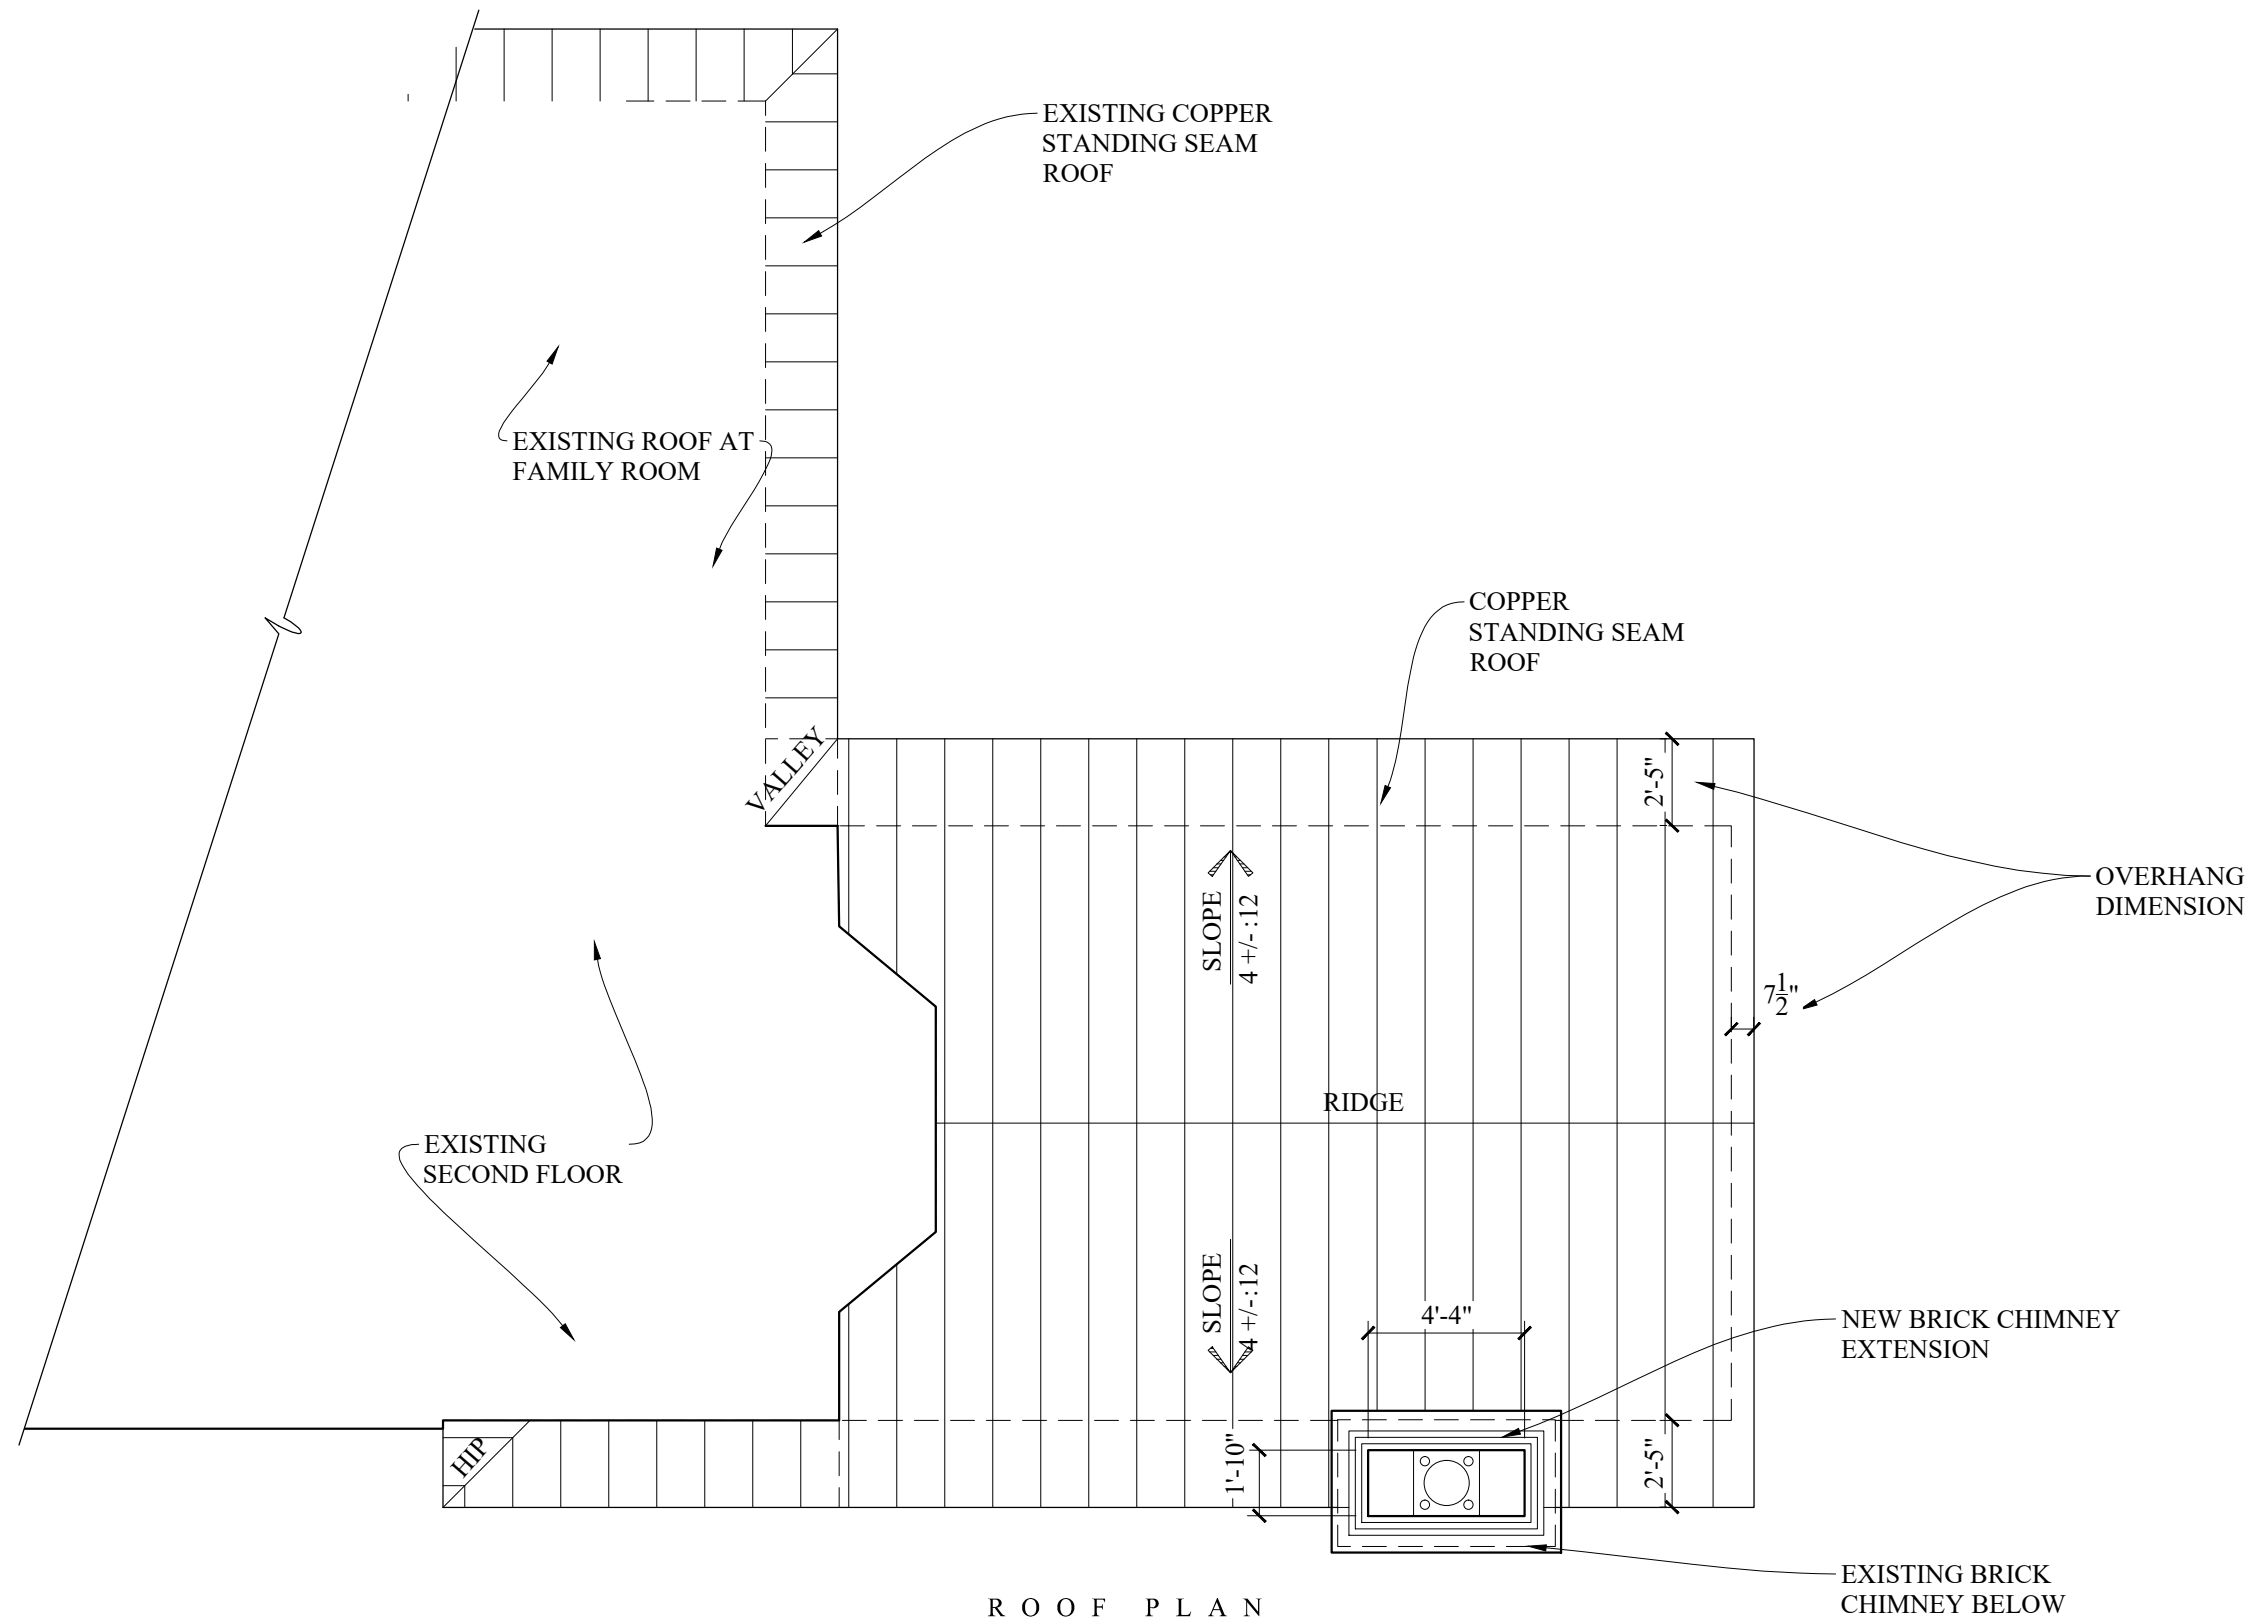 EXISTING COPPER
STANDING SEAM
ROOF
EXISTING ROOF AT
FAMILY ROOM
COPPER
STANDING SEAM
ROOF
VALLEY
2'-5"
OVERHANG
DIMENSION
SLOPE
4 +/- :12
7 1/2"
RIDGE
EXISTING
SECOND FLOOR
SLOPE
4 +/-:12
4'-4"
NEW BRICK CHIMNEY
EXTENSION
HIP
1'-10"
2'-5"
EXISTING BRICK
CHIMNEY BELOW
ROOF PLAN